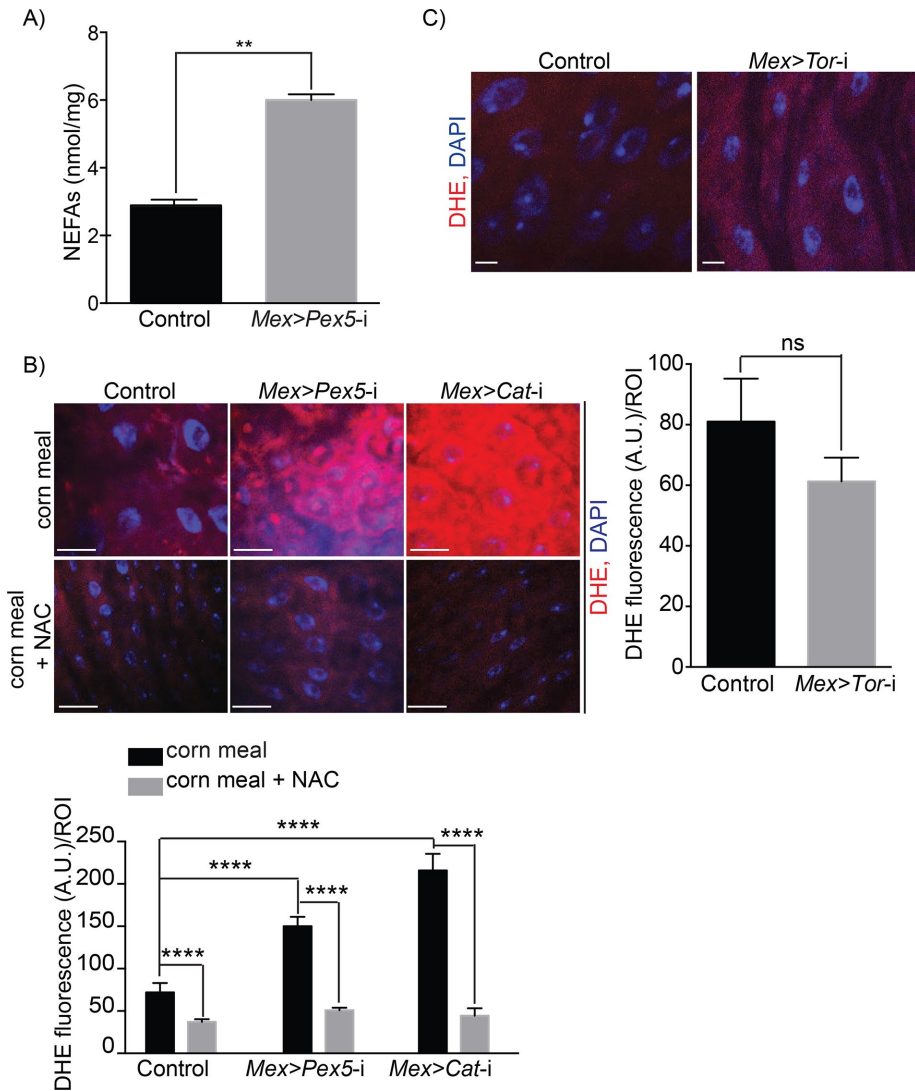 A)
**
NEFAs (nmol/mg)
8
6
4
2
0
Control
Mex>Pex5-i
B)
Control
Mex>Pex5-i
Mex>Cat-i
corn meal
corn meal
+ NAC
DHE, DAPI
corn meal
corn meal + NAC
DHE fluorescence (A.U.)/ROI
250
200
150
100
50
0
****
****
****
****
****
Control
Mex>Pex5-i
Mex>Cat-i
C)
Control
Mex>Tor-i
DHE, DAPI
DHE fluorescence (A.U.)/ROI
100
80
60
40
20
0
ns
Control
Mex>Tor-i